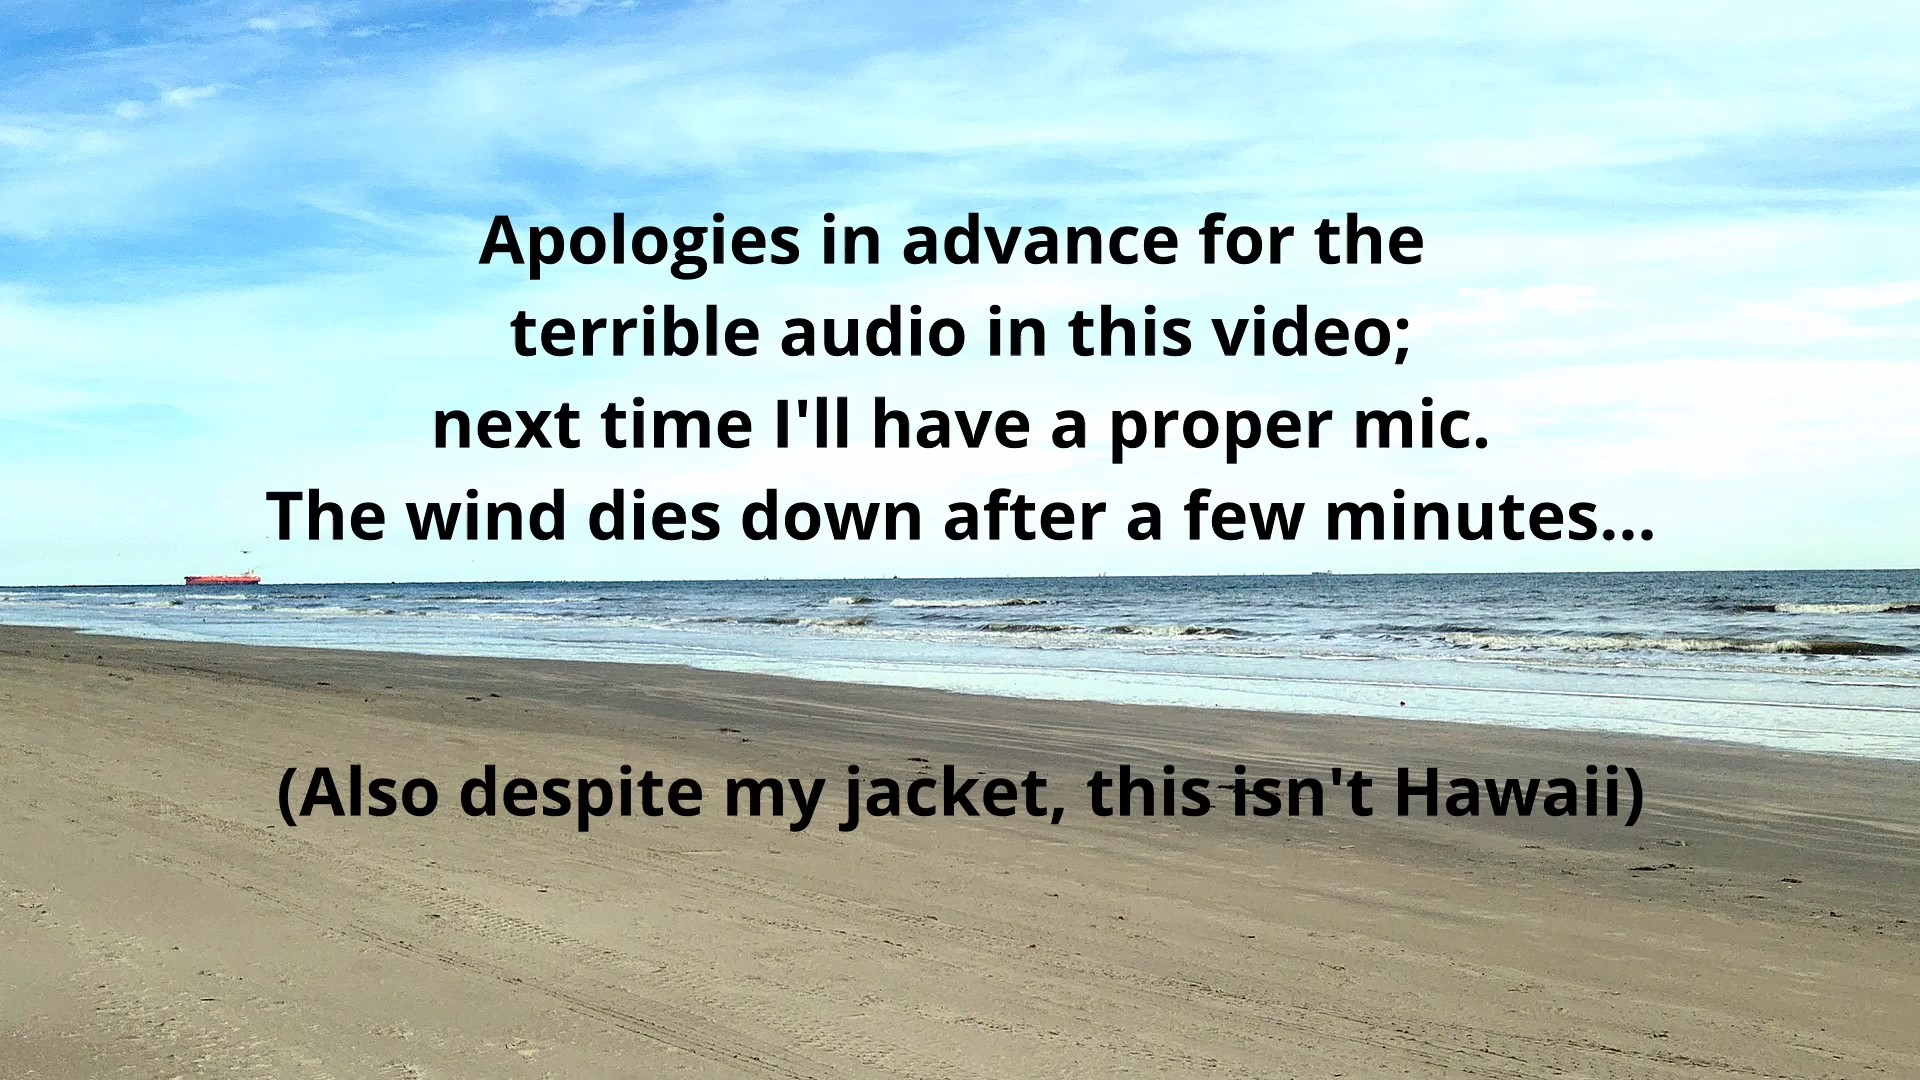 Apologies in advance for the
terrible audio in this video;
next time I'll have a proper mic.
The wind dies down after a few minutes...
(Also despite my jacket, this isn't Hawaii)